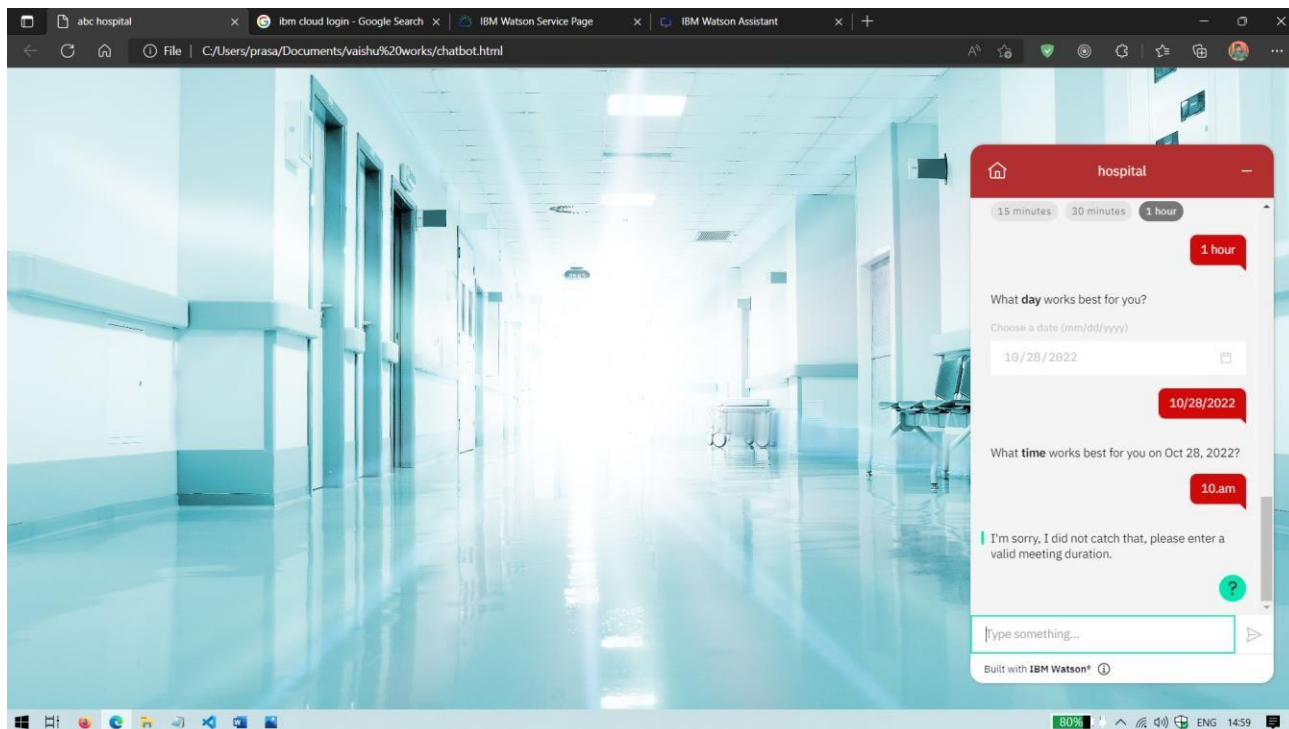 abc hospital
ibm cloud login - Google Search
IBM Watson Service Page
IBM Watson Assistant
File
C:/Users/prasa/Documents/vaishu%20works/chatbot.html
hospital
15 minutes 30 minutes 1 hour
1 hour
What day works best for you?
Choose a date (mm/dd/yyyy)
10/28/2022
10/28/2022
What time works best for you on Oct 28, 2022?
10.am
I'm sorry, I did not catch that, please enter a
valid meeting duration.
?
Type something...
Built with IBM Watson®
80%
ENG 14:59